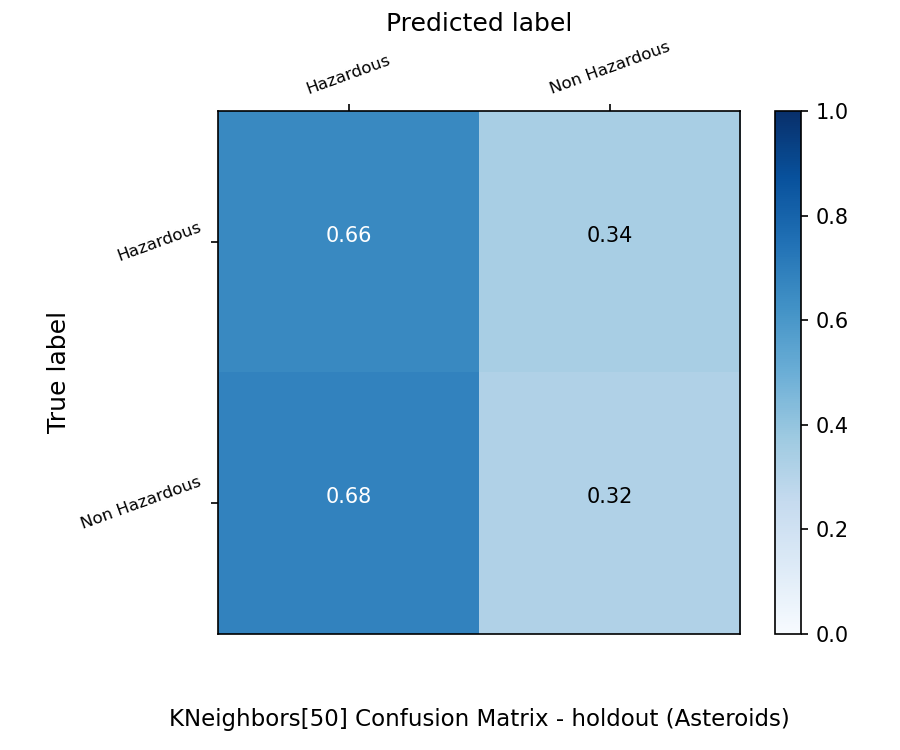 Predicted label
Hazardous
Non Hazardous
1.0
0.8
0.6
0.4
0.2
0.0
True label
Hazardous
0.66
0.34
Non Hazardous
0.68
0.32
KNeighbors[50] Confusion Matrix - holdout (Asteroids)